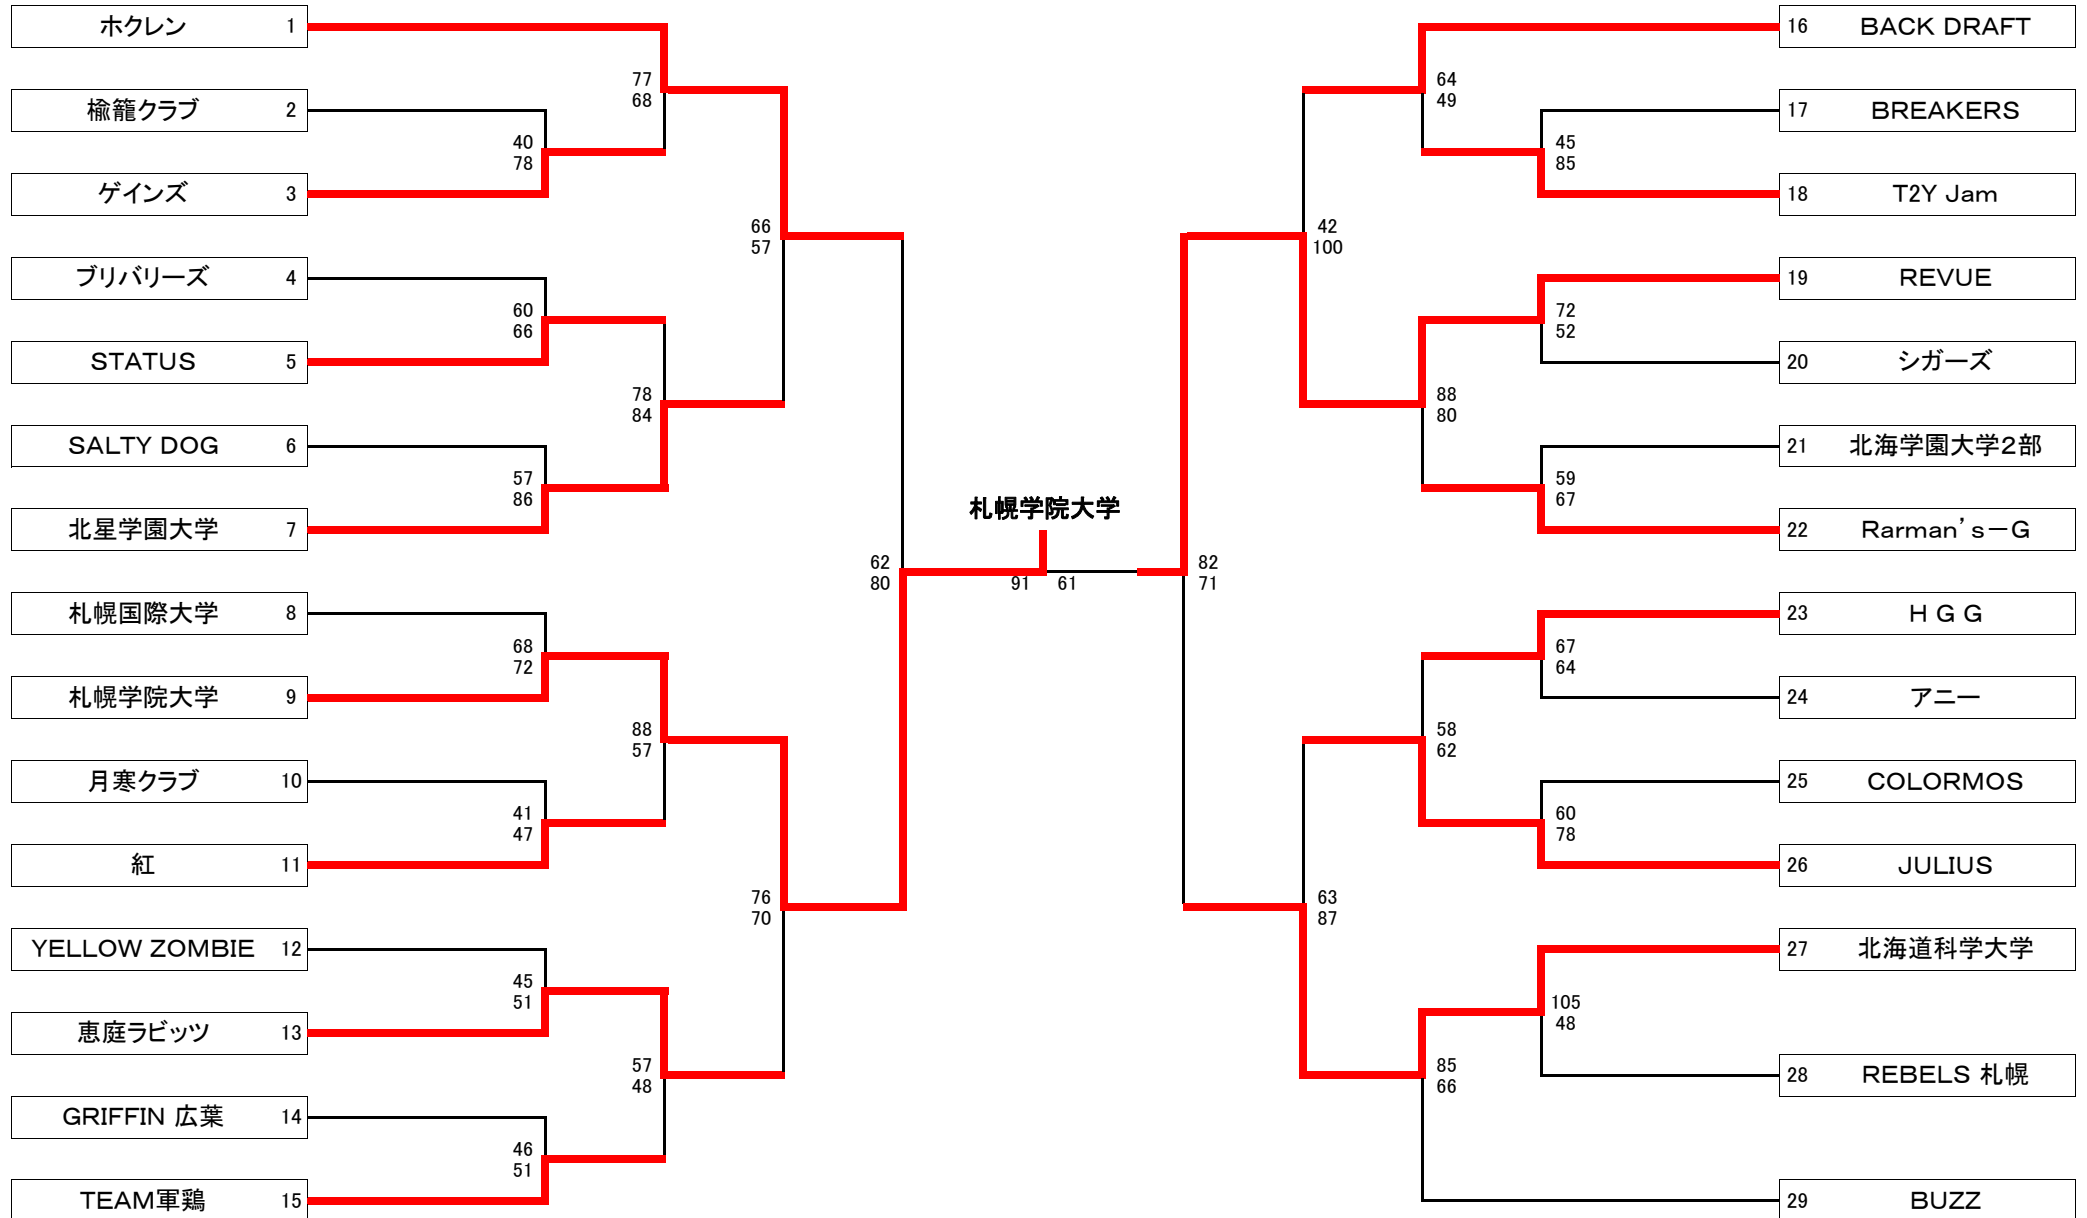 ホクレン 1
77
68
楡籠クラブ 2
40
78
ゲインズ 3
66
57
ブリバリーズ 4
60
66
STATUS 5
78
84
SALTY DOG 6
57
86
北星学園大学 7
62
80
札幌国際大学 8
68
72
札幌学院大学 9
88
57
月寒クラブ 10
41
47
紅 11
76
70
YELLOW ZOMBIE 12
45
51
恵庭ラビッツ 13
57
48
GRIFFIN 広葉 14
46
51
TEAM軍鶏 15
札幌学院大学
91 61
16 BACK DRAFT
64
49
17 BREAKERS
45
85
18 T2Y Jam
42
100
19 REVUE
72
52
20 シガーズ
88
80
21 北海学園大学2部
59
67
22 Rarman's-G
82
71
23 H G G
67
64
24 アニー
58
62
25 COLORMOS
60
78
26 JULIUS
63
87
27 北海道科学大学
105
48
28 REBELS 札幌
85
66
29 BUZZ